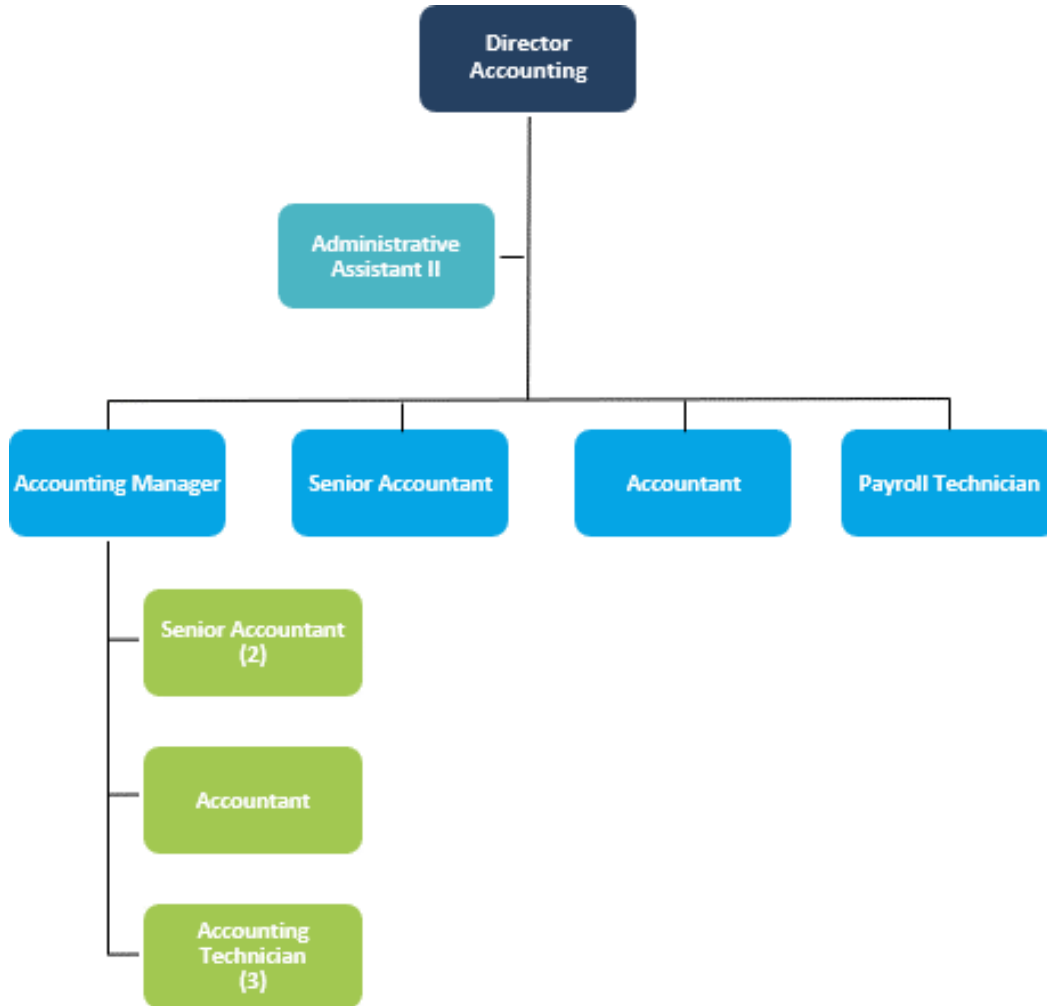 Director
Accounting
Administrative
Assistant II
Accounting Manager
Senior Accountant
Accountant
Payroll Technician
Senior Accountant
(2)
Accountant
Accounting
Technician
(3)